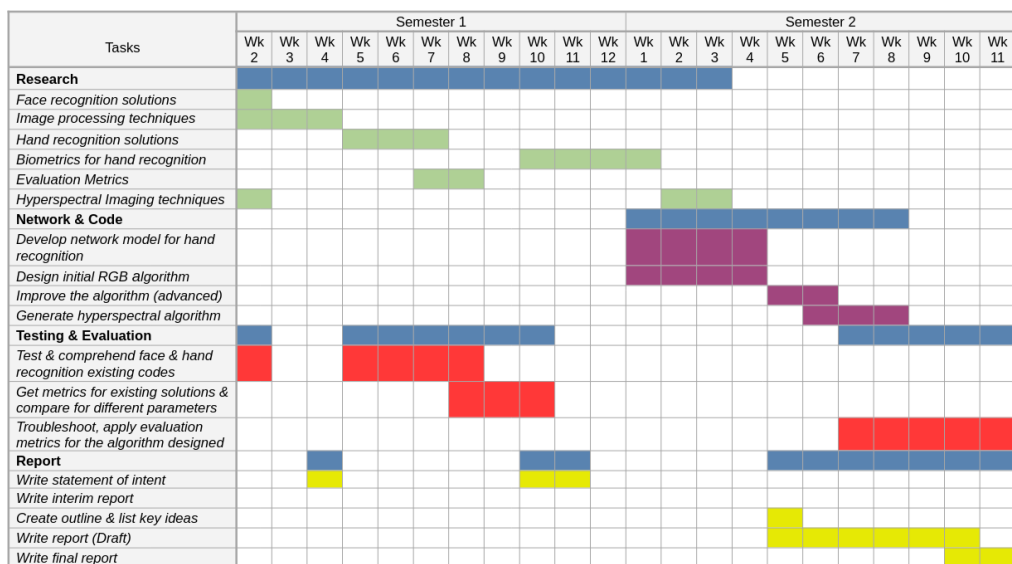 Semester 1 Semester 2
Tasks
Wk Wk Wk Wk Wk Wk Wk Wk Wk Wk Wk Wk Wk Wk Wk Wk Wk Wk Wk Wk Wk Wk
2 3 4 5 6 7 8 9 10 11 12 1 2 3 4 5 6 7 8 9 10 11
Research
Face recognition solutions
Image processing techniques
Hand recognition solutions
Biometrics for hand recognition
Evaluation Metrics
Hyperspectral Imaging techniques
Network & Code
Develop network model for hand
recognition
Design initial RGB algorithm
Improve the algorithm (advanced)
Generate hyperspectral algorithm
Testing & Evaluation
Test & comprehend face & hand
recognition existing codes
Get metrics for existing solutions &
compare for different parameters
Troubleshoot, apply evaluation
metrics for the algorithm designed
Report
Write statement of intent
Write interim report
Create outline & list key ideas
Write report (Draft)
Write final report